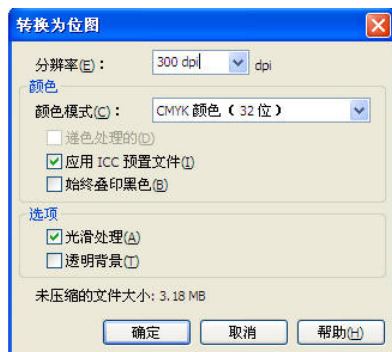 转换为位图
分辨率(E)： 300 dpi dpi
颜色
颜色模式(C)： CMYK 颜色（32位）
递色处理的(D)
应用 ICC 预置文件(I)
始终叠印黑色(B)
选项
光滑处理(A)
透明背景(T)
未压缩的文件大小: 3.18 MB
确定 取消 帮助(H)